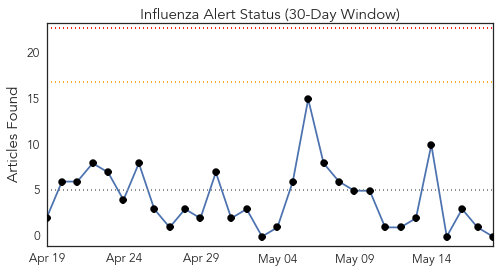 Influenza Alert Status (30-Day Window)
Articles Found
20
15
10
5
0
Apr 19
Apr 24
Apr 29
May 04
May 09
May 14